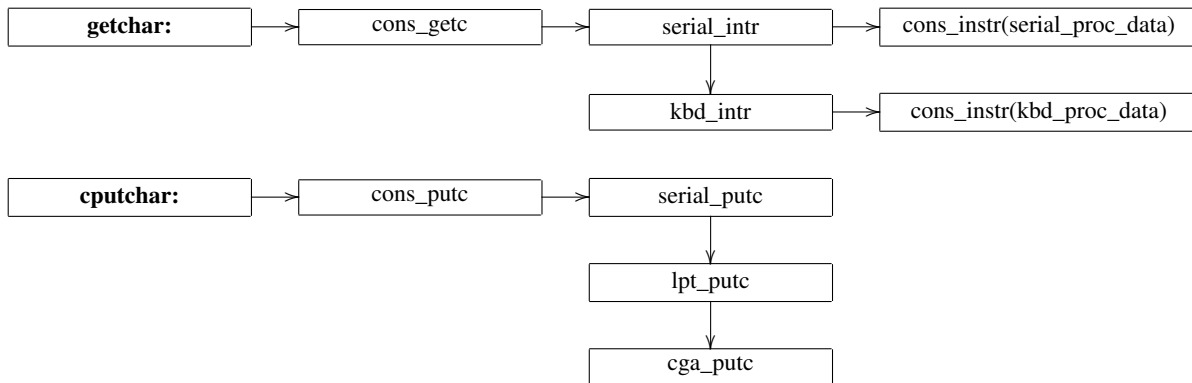 getchar:
cons_getc
serial_intr
cons_instr(serial_proc_data)
kbd_intr
cons_instr(kbd_proc_data)
cputchar:
cons_putc
serial_putc
lpt_putc
cga_putc